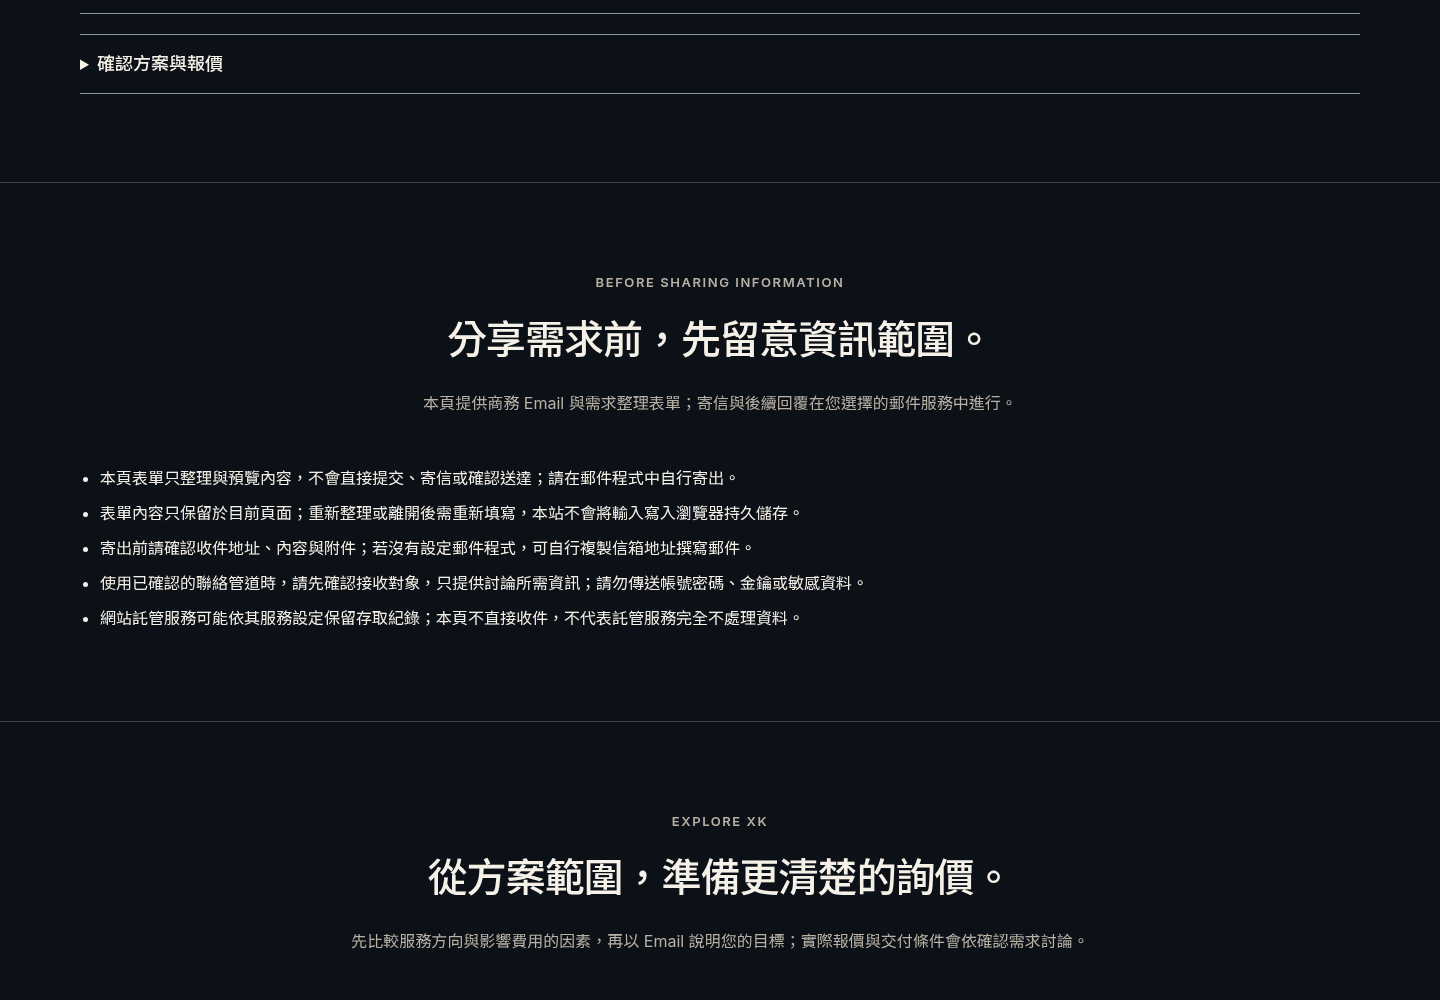 確認方案與報價
BEFORE SHARING INFORMATION
分享需求前，先留意資訊範圍。
本頁提供商務 Email 與需求整理表單；寄信與後續回覆在您選擇的郵件服務中進行。
本頁表單只整理與預覽內容，不會直接提交、寄信或確認送達；請在郵件程式中自行寄出。
表單內容只保留於目前頁面；重新整理或離開後需重新填寫，本站不會將輸入寫入瀏覽器持久儲存。
寄出前請確認收件地址、內容與附件；若沒有設定郵件程式，可自行複製信箱地址撰寫郵件。
使用已確認的聯絡管道時，請先確認接收對象，只提供討論所需資訊；請勿傳送帳號密碼、金鑰或敏感資料。
網站託管服務可能依其服務設定保留存取紀錄；本頁不直接收件，不代表託管服務完全不處理資料。
EXPLORE XK
從方案範圍，準備更清楚的詢價。
先比較服務方向與影響費用的因素，再以 Email 說明您的目標；實際報價與交付條件會依確認需求討論。